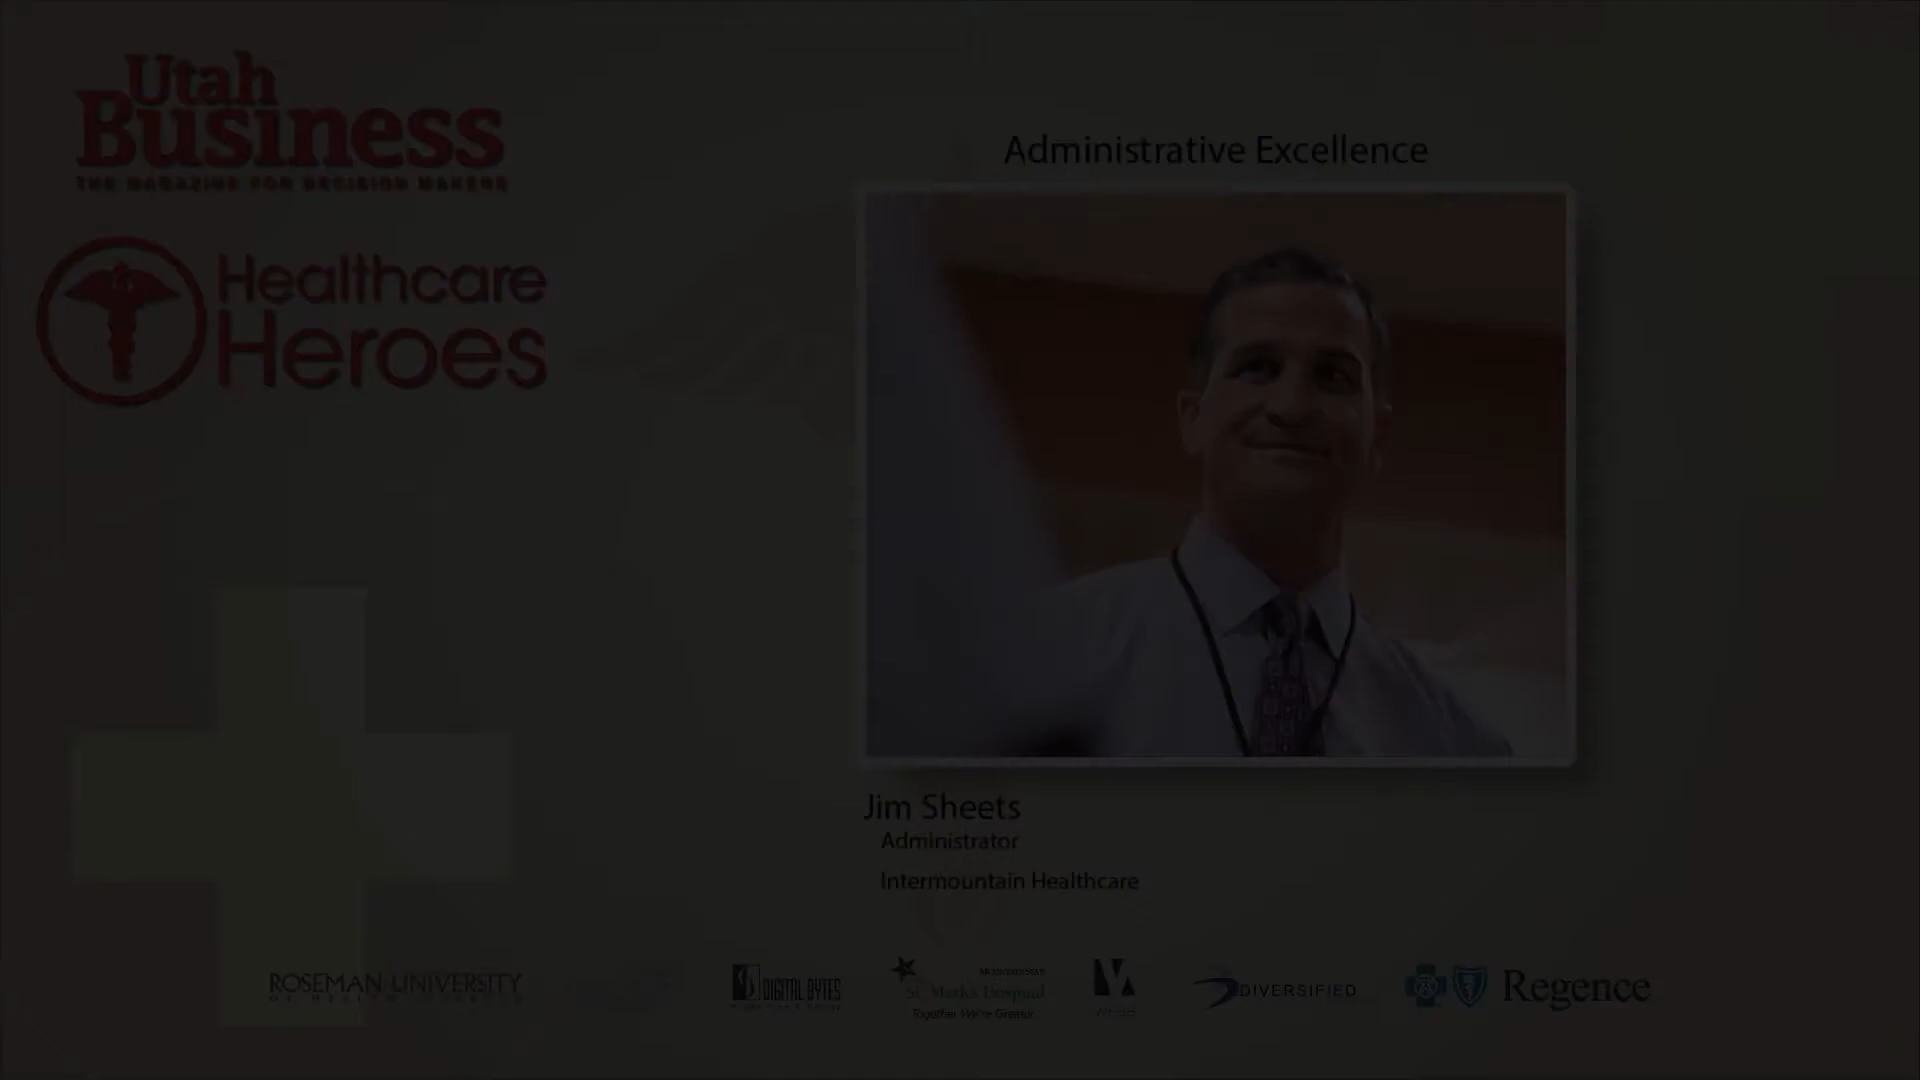 Utah
Business
THE MAGAZINE FOR DECISION MAKERS
Healthcare
Heroes
Administrative Excellence
Jim Sheets
Administrator
Intermountain Healthcare
ROSEMAN UNIVERSITY
DIGITAL BYTES
MountainStar
St. Mark's Hospital
Together We're Greater
DIVERSIFIED
Regence